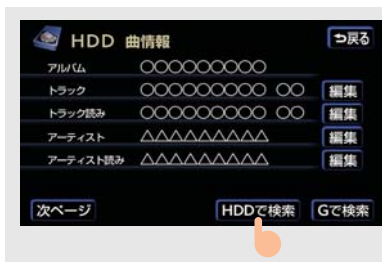 HDD 曲情報 戻る
アルバム ○○○○○○○○○
トラック ○○○○○○○○○○ ○○ 編集
トラック読み ○○○○○○○○○○ ○○ 編集
アーティスト △△△△△△△△△ 編集
アーティスト読み △△△△△△△△△ 編集
次ページ HDDで検索 Gで検索